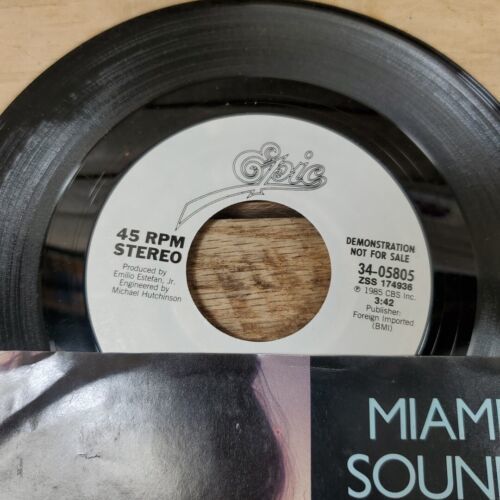 Epic
45 RPM
STEREO
Produced by
Emilio Estefan, Jr.
Engineered by
Michael Hutchinson
DEMONSTRATION
NOT FOR SALE
34-05805
ZSS 174936
℗ 1985 CBS Inc.
3:42
Publisher:
Foreign Imported
(BMI)
MIAMI
SOUN